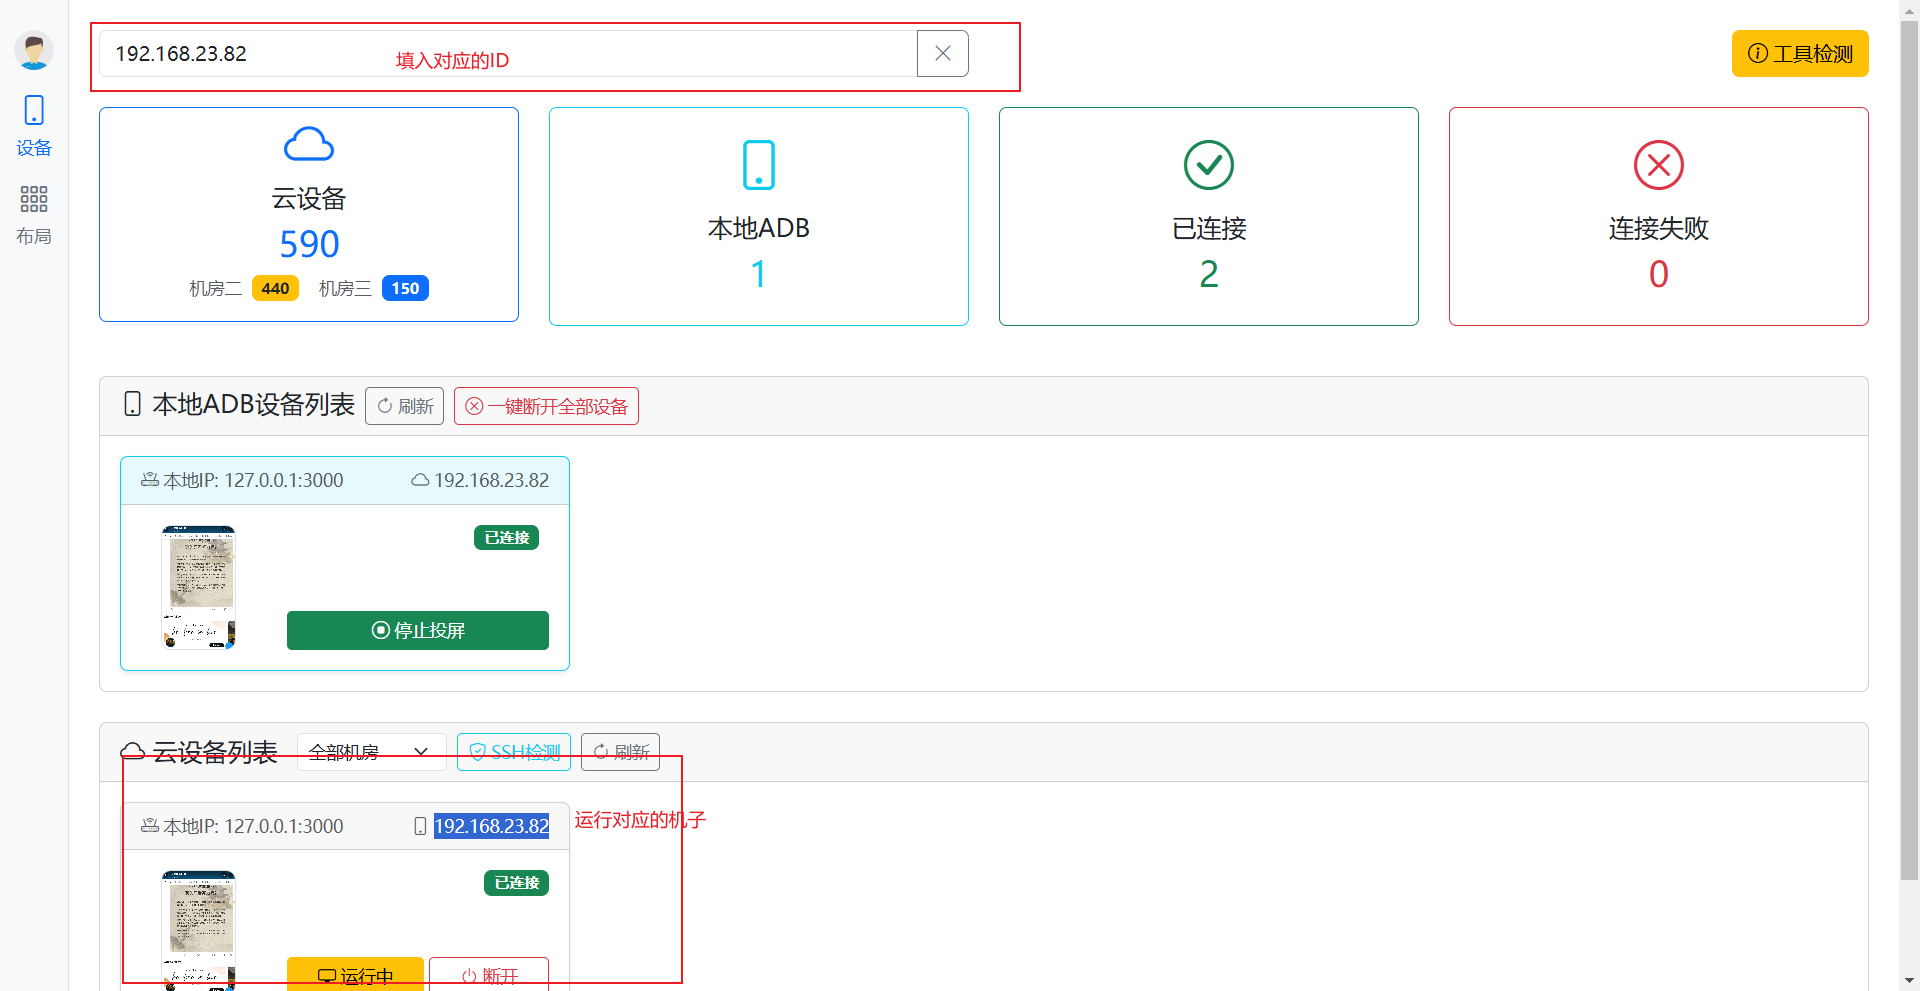 192.168.23.82
填入对应的ID
工具检测
设备
布局
云设备
590
机房二 440 机房三 150
本地ADB
1
已连接
2
连接失败
0
本地ADB设备列表 刷新 一键断开全部设备
本地IP: 127.0.0.1:3000 192.168.23.82
已连接
停止投屏
云设备列表 全部机房 SSH检测 刷新
本地IP: 127.0.0.1:3000 192.168.23.82
运行对应的机子
已连接
运行中 断开